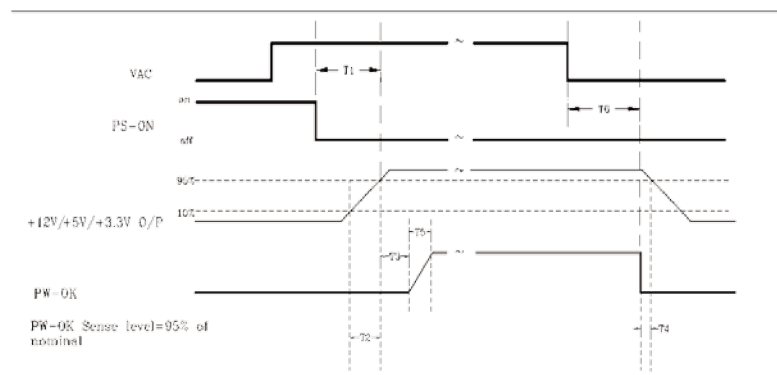 VAC
T1
T6
on
PS-ON
off
~
95%
10%
+12V/+5V/+3.3V O/P
T5
T3
PW-OK
PW-OK Sense level=95% of
nominal
T2
T4